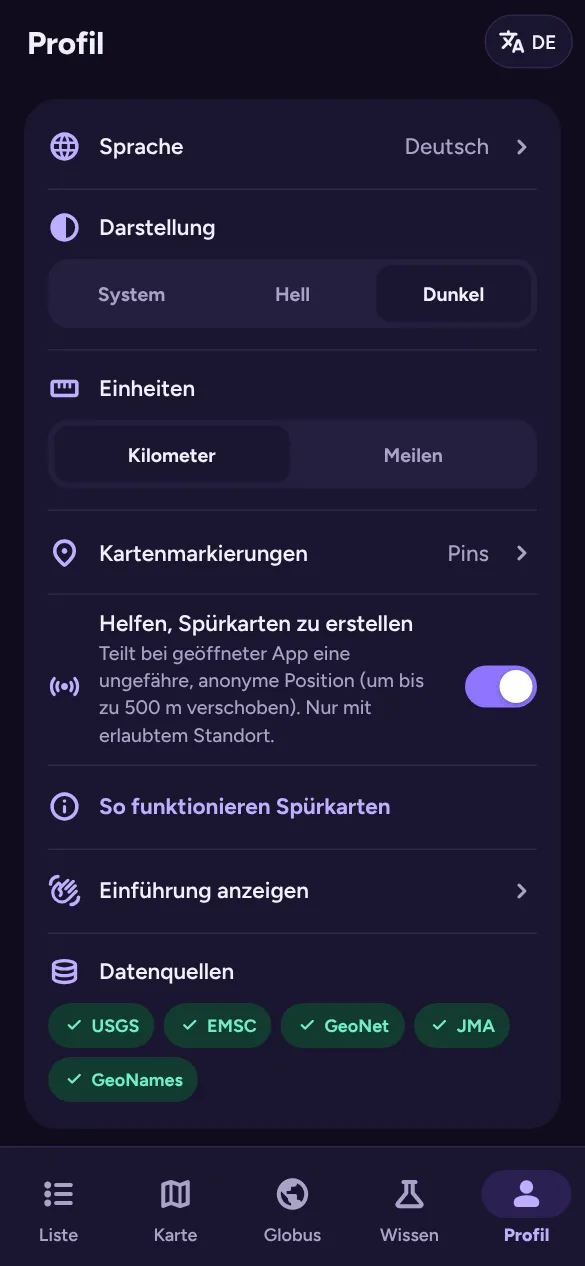 Profil
DE
Sprache
Deutsch
Darstellung
System
Hell
Dunkel
Einheiten
Kilometer
Meilen
Kartenmarkierungen
Pins
Helfen, Spürkarten zu erstellen
Teilt bei geöffneter App eine
ungefähre, anonyme Position (um bis
zu 500 m verschoben). Nur mit
erlaubtem Standort.
So funktionieren Spürkarten
Einführung anzeigen
Datenquellen
USGS
EMSC
GeoNet
JMA
GeoNames
Liste
Karte
Globus
Wissen
Profil